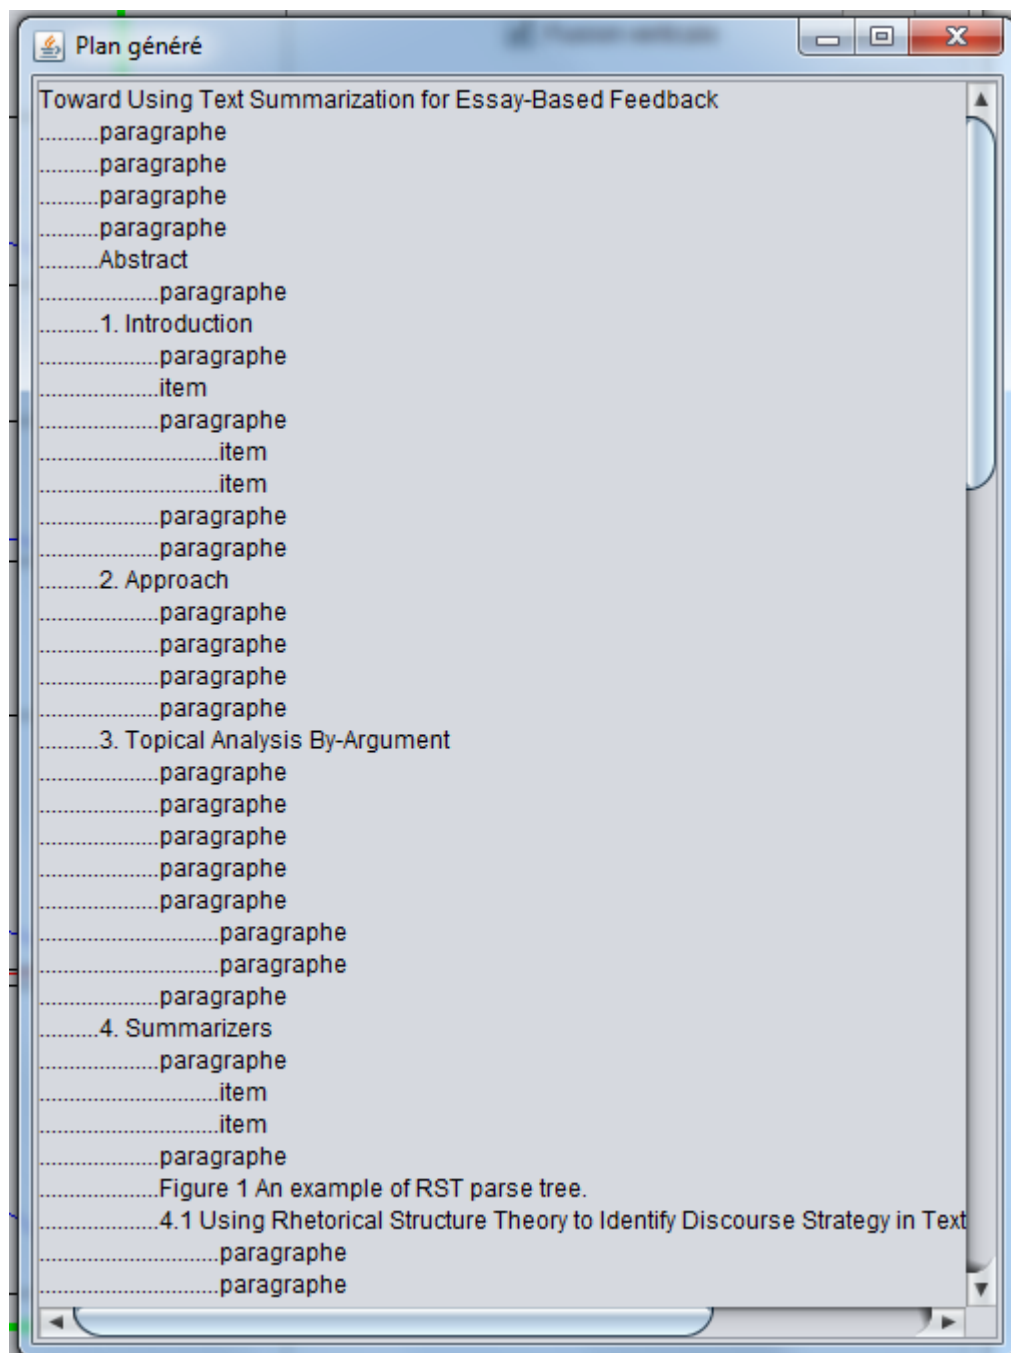 Plan généré
Toward Using Text Summarization for Essay-Based Feedback
..........paragraphe
..........paragraphe
..........paragraphe
..........paragraphe
..........Abstract
....................paragraphe
..........1. Introduction
....................paragraphe
....................item
....................paragraphe
..............................item
..............................item
....................paragraphe
....................paragraphe
..........2. Approach
....................paragraphe
....................paragraphe
....................paragraphe
....................paragraphe
..........3. Topical Analysis By-Argument
....................paragraphe
....................paragraphe
....................paragraphe
....................paragraphe
....................paragraphe
..............................paragraphe
..............................paragraphe
....................paragraphe
..........4. Summarizers
....................paragraphe
..............................item
..............................item
....................paragraphe
....................Figure 1 An example of RST parse tree.
....................4.1 Using Rhetorical Structure Theory to Identify Discourse Strategy in Text
..............................paragraphe
..............................paragraphe